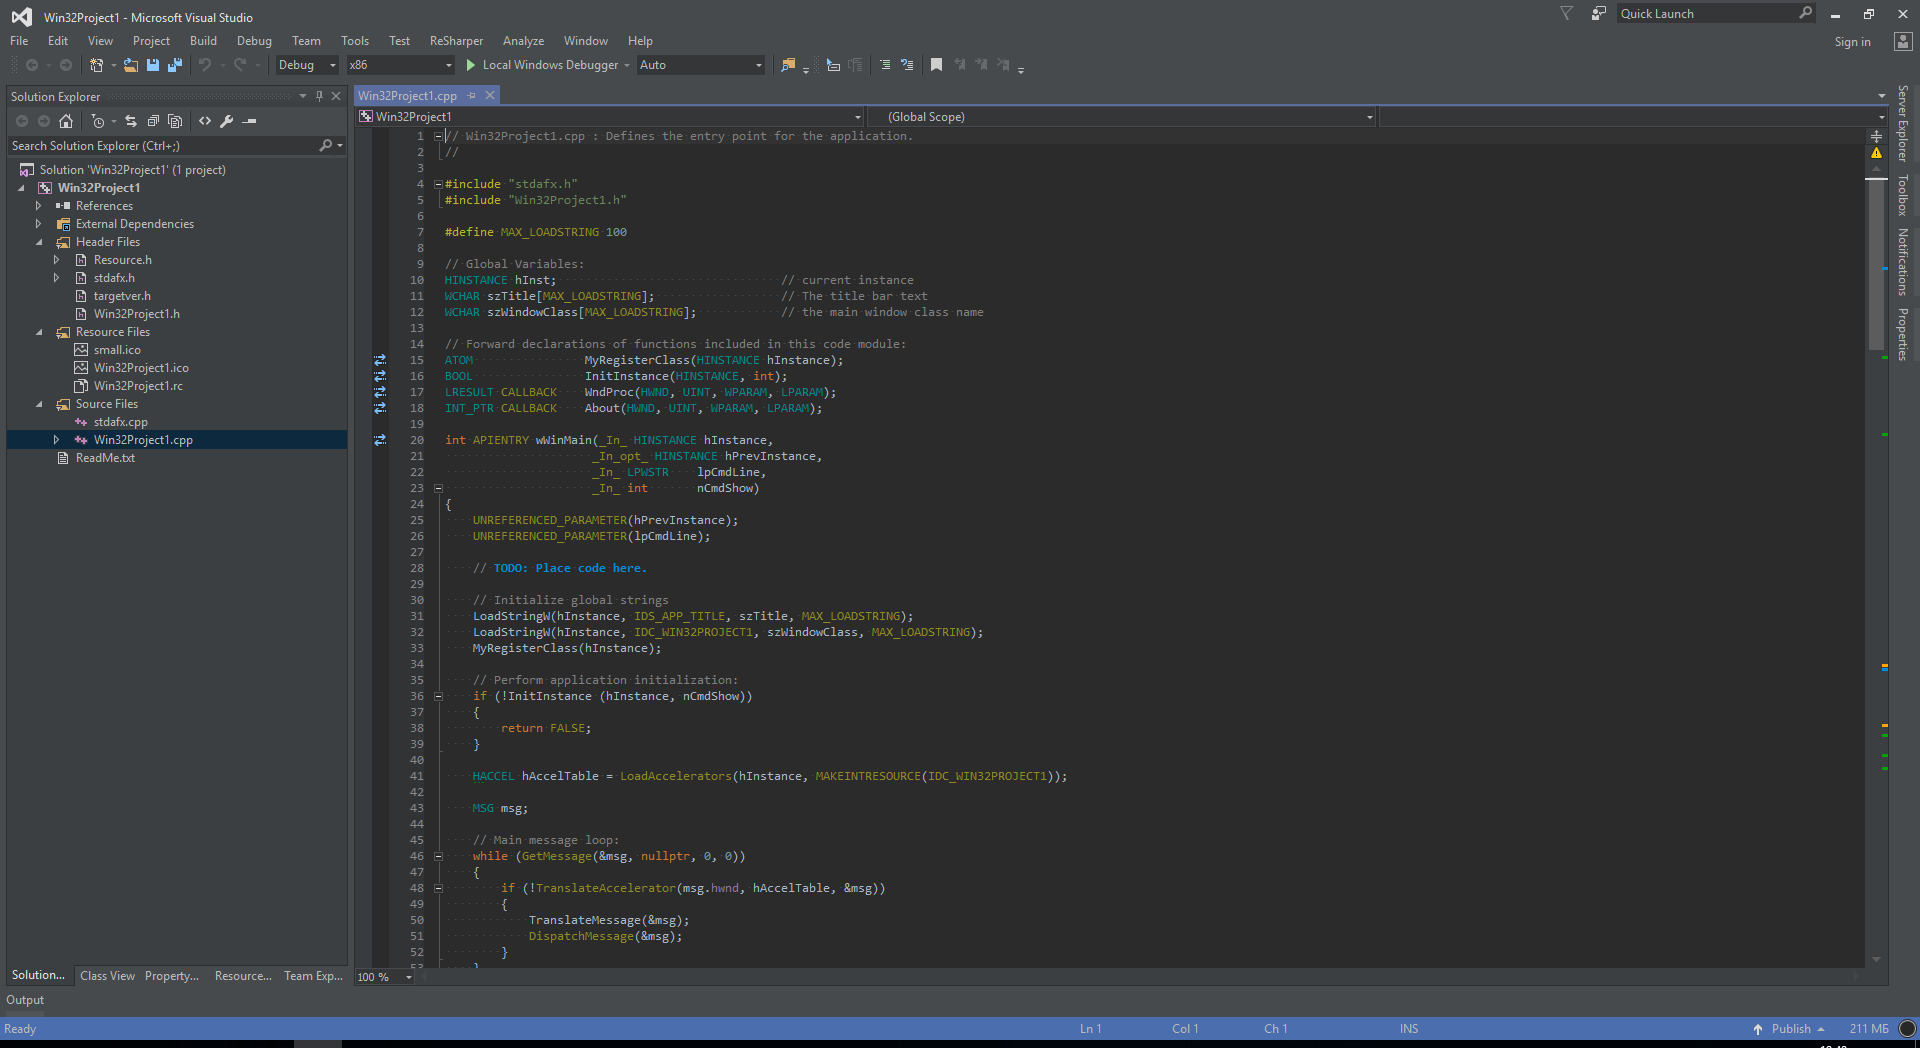 Win32Project1 - Microsoft Visual Studio
Quick Launch
File Edit View Project Build Debug Team Tools Test ReSharper Analyze Window Help
Sign in
Debug x86 Local Windows Debugger Auto
Solution Explorer
Search Solution Explorer (Ctrl+;)
Solution 'Win32Project1' (1 project)
Win32Project1
References
External Dependencies
Header Files
Resource.h
stdafx.h
targetver.h
Win32Project1.h
Resource Files
small.ico
Win32Project1.ico
Win32Project1.rc
Source Files
stdafx.cpp
Win32Project1.cpp
ReadMe.txt
Solution... Class View Property... Resource... Team Exp...
Win32Project1.cpp
Win32Project1 (Global Scope)
1 // Win32Project1.cpp : Defines the entry point for the application.
2 //
3
4 #include "stdafx.h"
5 #include "Win32Project1.h"
6
7 #define MAX_LOADSTRING 100
8
9 // Global Variables:
10 HINSTANCE hInst; // current instance
11 WCHAR szTitle[MAX_LOADSTRING]; // The title bar text
12 WCHAR szWindowClass[MAX_LOADSTRING]; // the main window class name
13
14 // Forward declarations of functions included in this code module:
15 ATOM MyRegisterClass(HINSTANCE hInstance);
16 BOOL InitInstance(HINSTANCE, int);
17 LRESULT CALLBACK WndProc(HWND, UINT, WPARAM, LPARAM);
18 INT_PTR CALLBACK About(HWND, UINT, WPARAM, LPARAM);
19
20 int APIENTRY wWinMain(_In_ HINSTANCE hInstance,
21 _In_opt_ HINSTANCE hPrevInstance,
22 _In_ LPWSTR lpCmdLine,
23 _In_ int nCmdShow)
24 {
25 UNREFERENCED_PARAMETER(hPrevInstance);
26 UNREFERENCED_PARAMETER(lpCmdLine);
27
28 // TODO: Place code here.
29
30 // Initialize global strings
31 LoadStringW(hInstance, IDS_APP_TITLE, szTitle, MAX_LOADSTRING);
32 LoadStringW(hInstance, IDC_WIN32PROJECT1, szWindowClass, MAX_LOADSTRING);
33 MyRegisterClass(hInstance);
34
35 // Perform application initialization:
36 if (!InitInstance (hInstance, nCmdShow))
37 {
38 return FALSE;
39 }
40
41 HACCEL hAccelTable = LoadAccelerators(hInstance, MAKEINTRESOURCE(IDC_WIN32PROJECT1));
42
43 MSG msg;
44
45 // Main message loop:
46 while (GetMessage(&msg, nullptr, 0, 0))
47 {
48 if (!TranslateAccelerator(msg.hwnd, hAccelTable, &msg))
49 {
50 TranslateMessage(&msg);
51 DispatchMessage(&msg);
52 }
53 }
100 %
Server Explorer
Toolbox
Notifications
Properties
Output
Ready Ln 1 Col 1 Ch 1 INS Publish 211 МБ